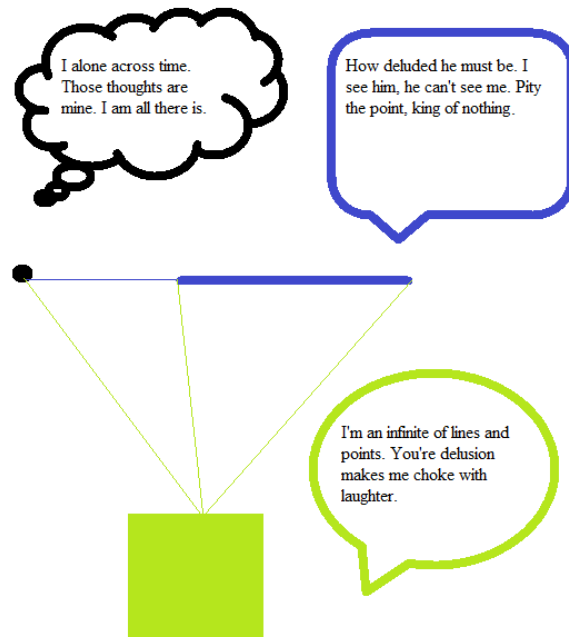 I alone across time.
Those thoughts are
mine. I am all there is.
How deluded he must be. I
see him, he can't see me. Pity
the point, king of nothing.
I'm an infinite of lines and
points. You're delusion
makes me choke with
laughter.